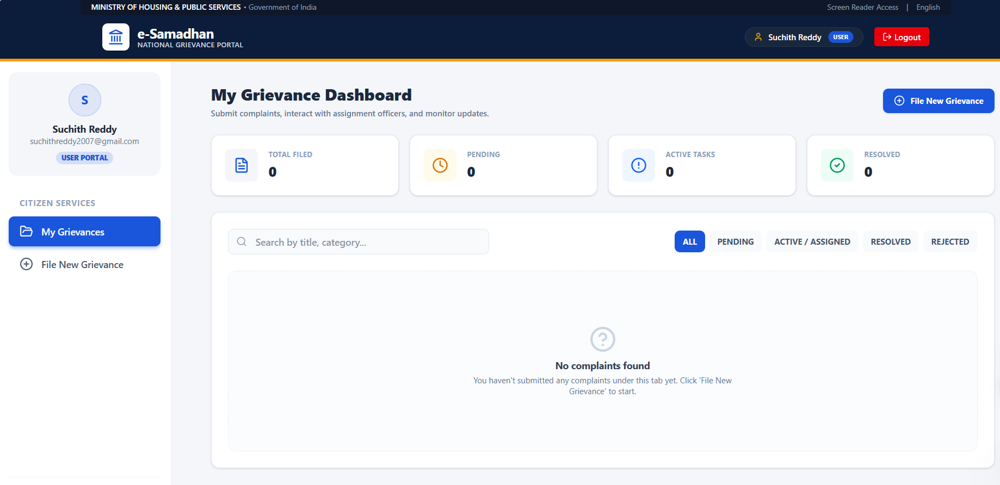 MINISTRY OF HOUSING & PUBLIC SERVICES • Government of India
Screen Reader Access | English
e-Samadhan
NATIONAL GRIEVANCE PORTAL
Suchith Reddy USER
Logout
S
Suchith Reddy
suchithreddy2007@gmail.com
USER PORTAL
CITIZEN SERVICES
My Grievances
File New Grievance
My Grievance Dashboard
Submit complaints, interact with assignment officers, and monitor updates.
File New Grievance
TOTAL FILED
0
PENDING
0
ACTIVE TASKS
0
RESOLVED
0
Search by title, category...
ALL PENDING ACTIVE / ASSIGNED RESOLVED REJECTED
No complaints found
You haven't submitted any complaints under this tab yet. Click 'File New
Grievance' to start.